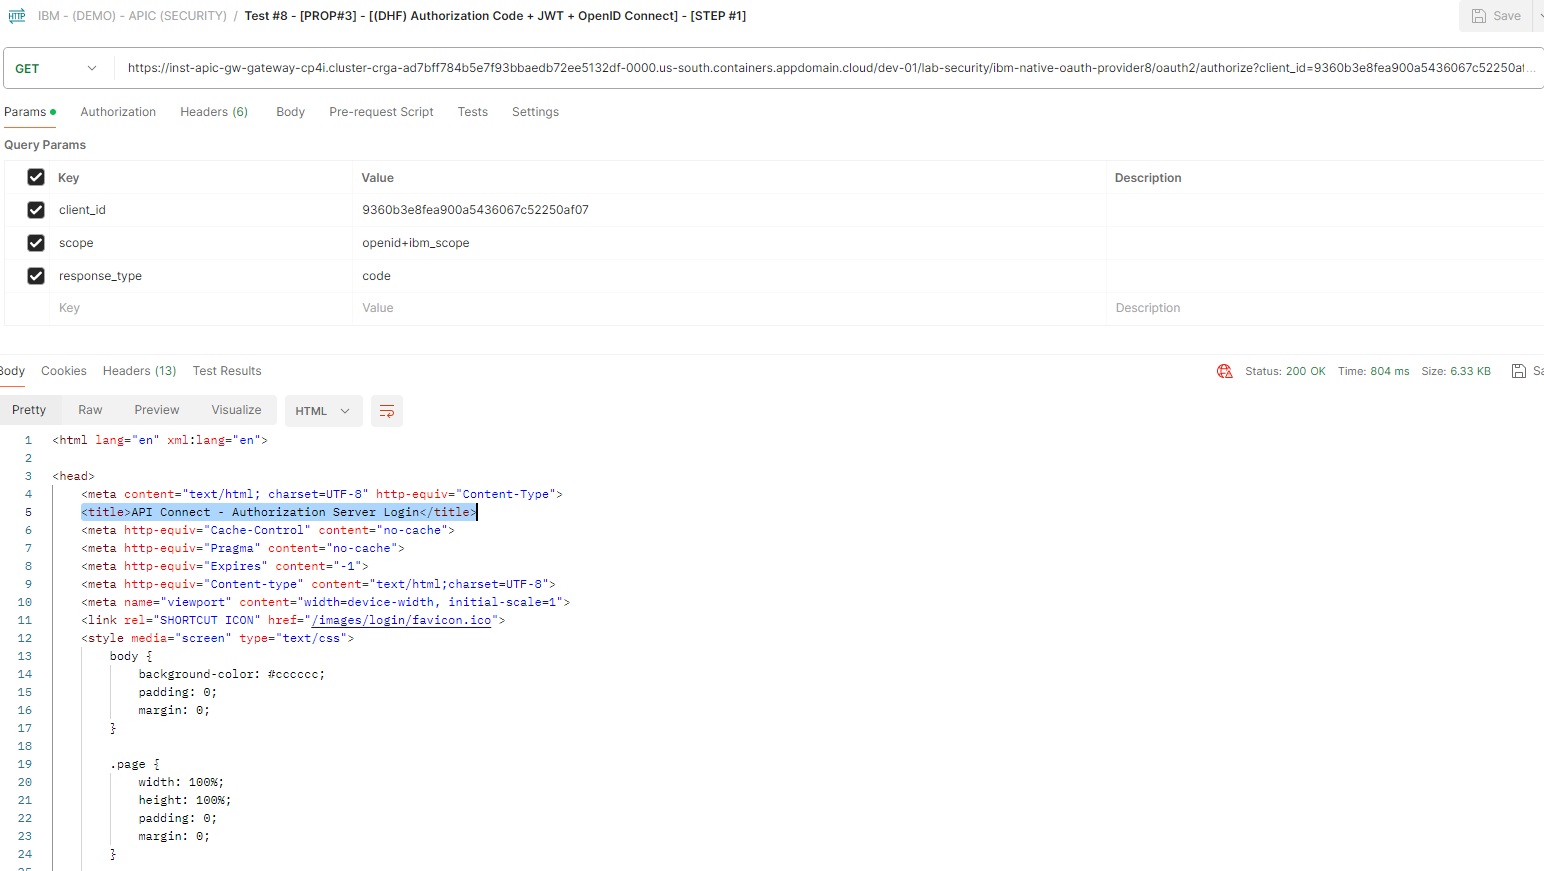 HTTP IBM - (DEMO) - APIC (SECURITY) / Test #8 - [PROP#3] - [(DHF) Authorization Code + JWT + OpenID Connect] - [STEP #1] Save
GET https://inst-apic-gw-gateway-cp4i.cluster-crga-ad7bff784b5e7f93bbaedb72ee5132df-0000.us-south.containers.appdomain.cloud/dev-01/lab-security/ibm-native-oauth-provider8/oauth2/authorize?client_id=9360b3e8fea900a5436067c52250af...
Params Authorization Headers (6) Body Pre-request Script Tests Settings
Query Params
Key Value Description
client_id 9360b3e8fea900a5436067c52250af07
scope openid+ibm_scope
response_type code
Key Value Description
Body Cookies Headers (13) Test Results Status: 200 OK Time: 804 ms Size: 6.33 KB Sa
Pretty Raw Preview Visualize HTML
1 <html lang="en" xml:lang="en">
2
3 <head>
4 <meta content="text/html; charset=UTF-8" http-equiv="Content-Type">
5 <title>API Connect - Authorization Server Login</title>
6 <meta http-equiv="Cache-Control" content="no-cache">
7 <meta http-equiv="Pragma" content="no-cache">
8 <meta http-equiv="Expires" content="-1">
9 <meta http-equiv="Content-type" content="text/html;charset=UTF-8">
10 <meta name="viewport" content="width=device-width, initial-scale=1">
11 <link rel="SHORTCUT ICON" href="/images/login/favicon.ico">
12 <style media="screen" type="text/css">
13 body {
14 background-color: #cccccc;
15 padding: 0;
16 margin: 0;
17 }
18
19 .page {
20 width: 100%;
21 height: 100%;
22 padding: 0;
23 margin: 0;
24 }